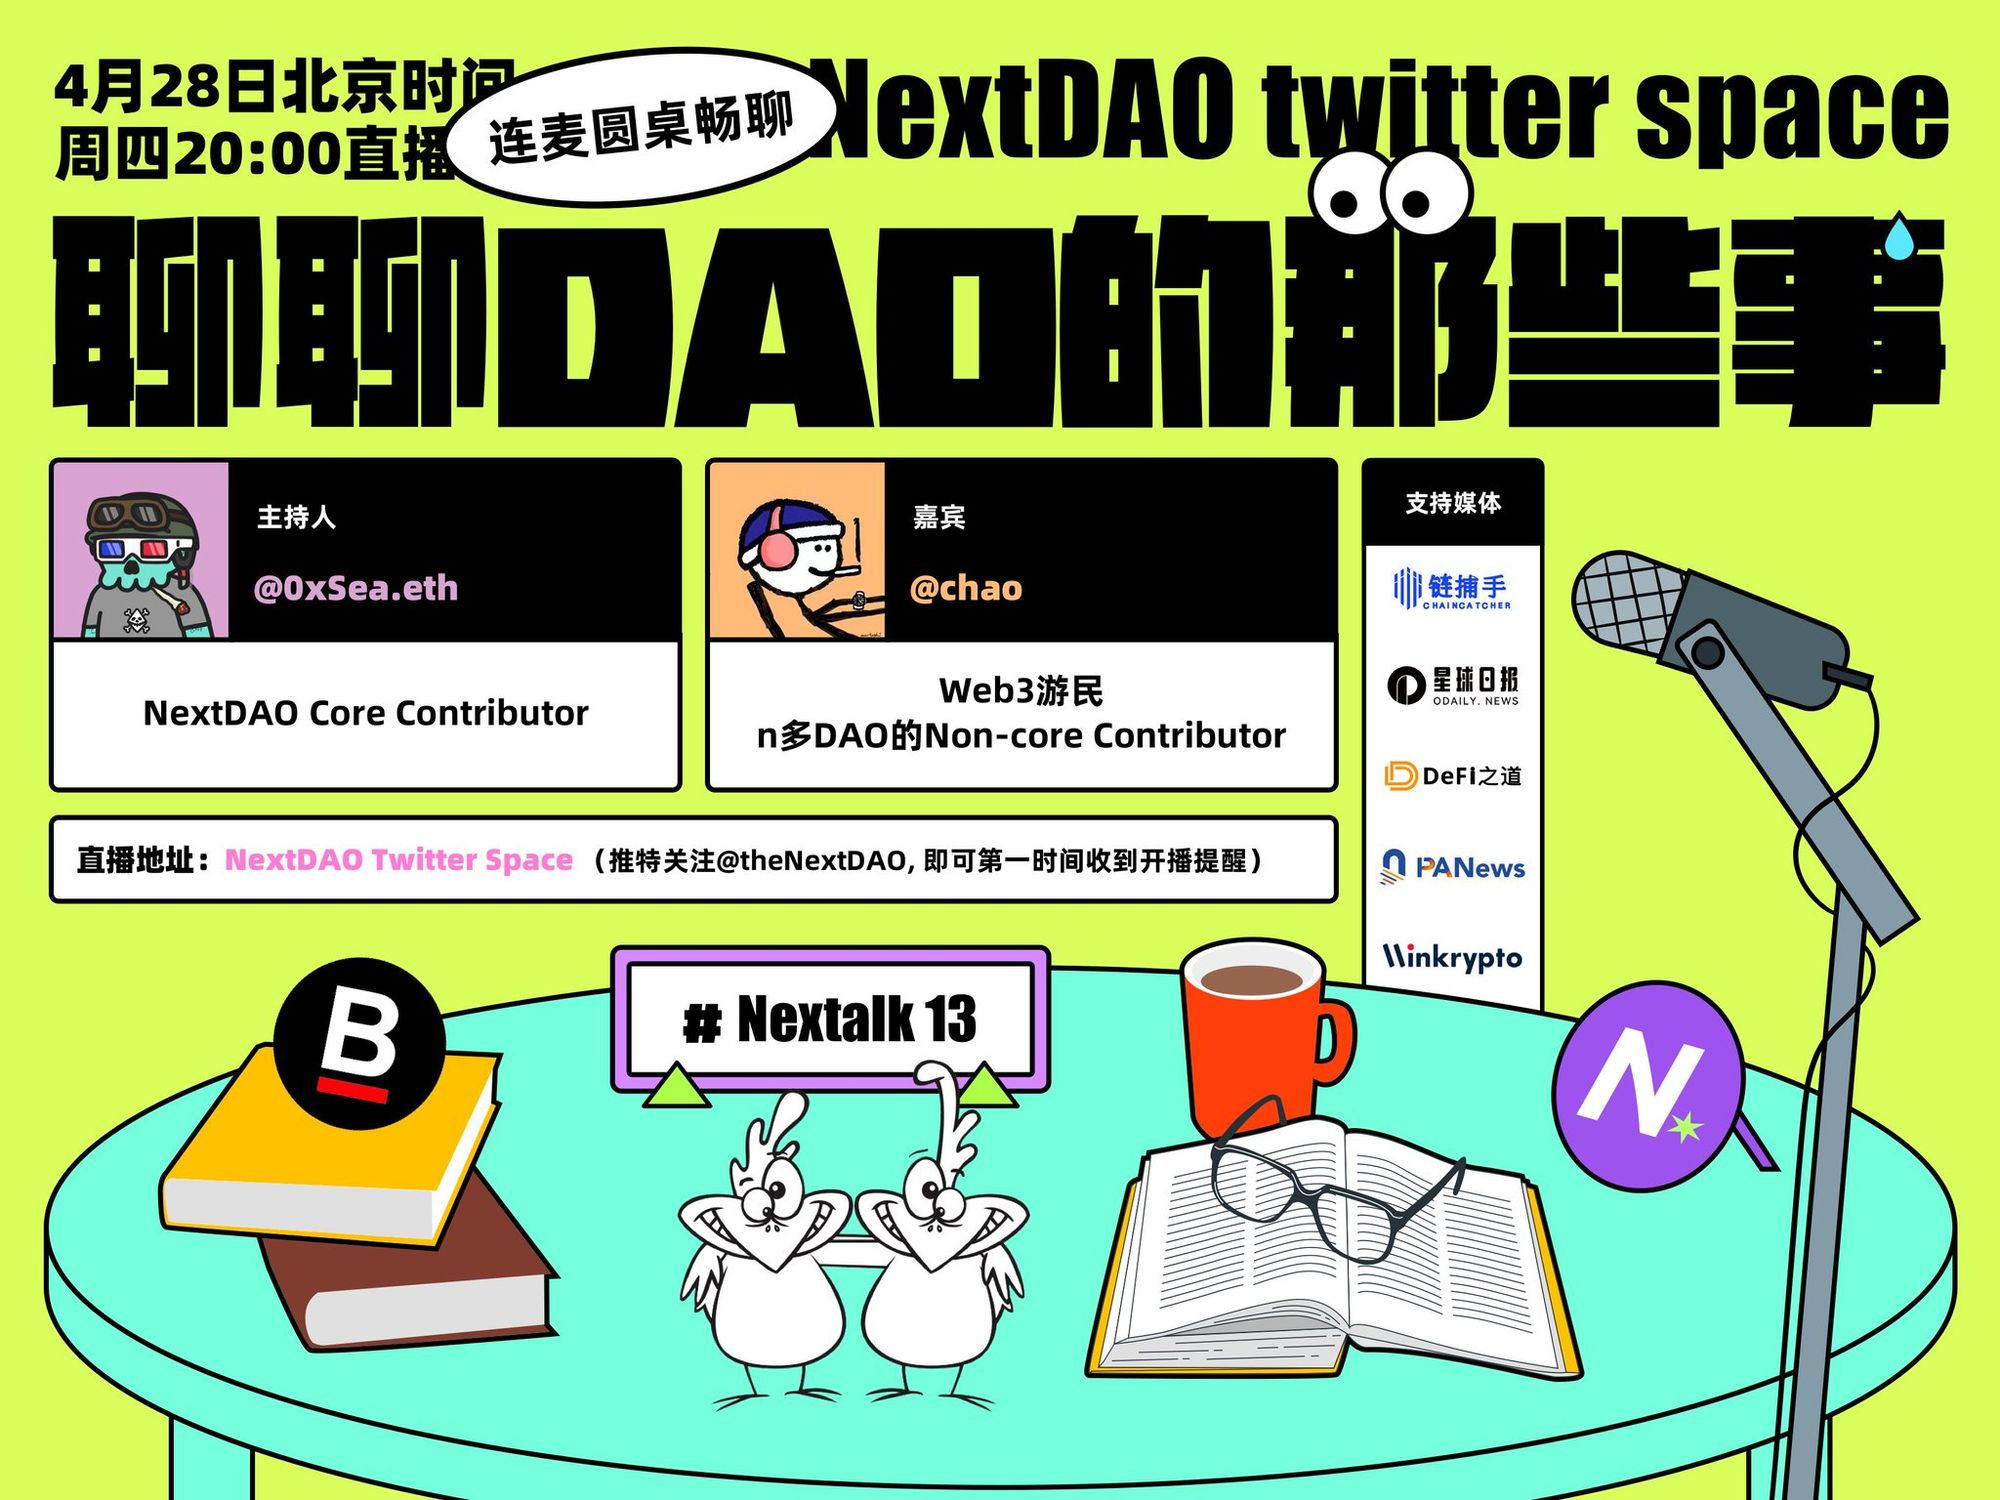 4月28日北京时间
周四20:00直播
连麦圆桌畅聊
NextDAO twitter space
聊聊DAO的那些事
主持人
@0xSea.eth
NextDAO Core Contributor
嘉宾
@chao
Web3游民
n多DAO的Non-core Contributor
支持媒体
链捕手
CHAINCATCHER
星球日报
ODAILY. NEWS
DeFi之道
PANews
Winkrypto
直播地址：NextDAO Twitter Space（推特关注@theNextDAO, 即可第一时间收到开播提醒）
B
# Nextalk 13
N